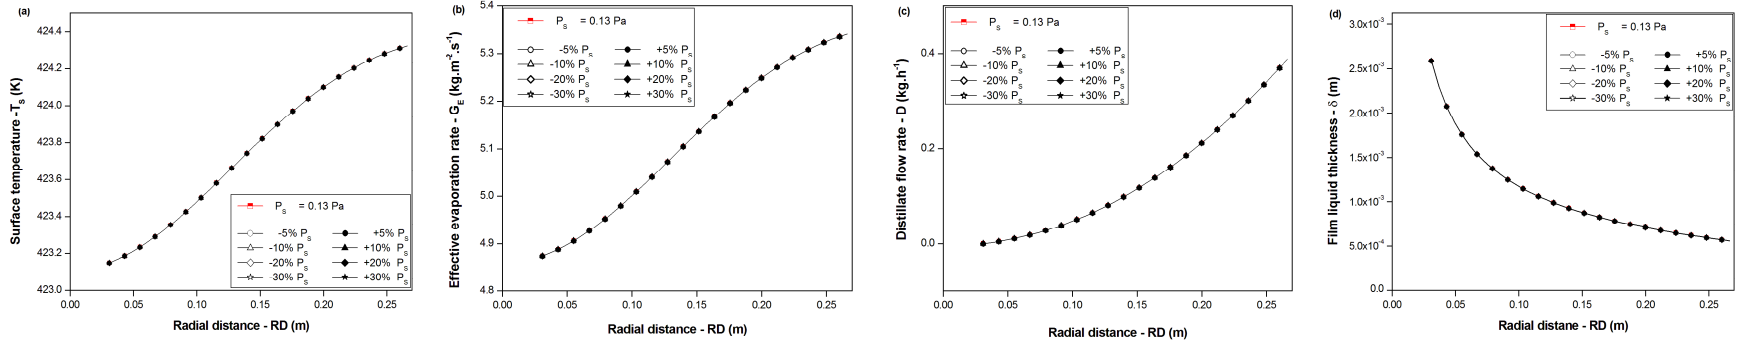 (a)
Surface temperature - T_S (K)
424.4
424.2
424.0
423.8
423.6
423.4
423.2
423.0
P_S = 0.13 Pa
-5% P_S +5% P_S
-10% P_S +10% P_S
-20% P_S +20% P_S
-30% P_S +30% P_S
0.00 0.05 0.10 0.15 0.20 0.25
Radial distance - RD (m)
(b)
Effective evaporation rate - G_E (kg.m⁻².s⁻¹)
5.4
5.3
5.2
5.1
5.0
4.9
4.8
P_S = 0.13 Pa
-5% P_S +5% P_S
-10% P_S +10% P_S
-20% P_S +20% P_S
-30% P_S +30% P_S
0.00 0.05 0.10 0.15 0.20 0.25
Radial distance - RD (m)
(c)
Distillate flow rate - D (kg.h⁻¹)
0.4
0.2
0.0
P_S = 0.13 Pa
-5% P_S +5% P_S
-10% P_S +10% P_S
-20% P_S +20% P_S
-30% P_S +30% P_S
0.00 0.05 0.10 0.15 0.20 0.25
Radial distance - RD (m)
(d)
Film liquid thickness - δ (m)
3.0x10⁻³
2.5x10⁻³
2.0x10⁻³
1.5x10⁻³
1.0x10⁻³
5.0x10⁻⁴
0.0
P_S = 0.13 Pa
-5% P_S +5% P_S
-10% P_S +10% P_S
-20% P_S +20% P_S
-30% P_S +30% P_S
0.00 0.05 0.10 0.15 0.20 0.25
Radial distane - RD (m)